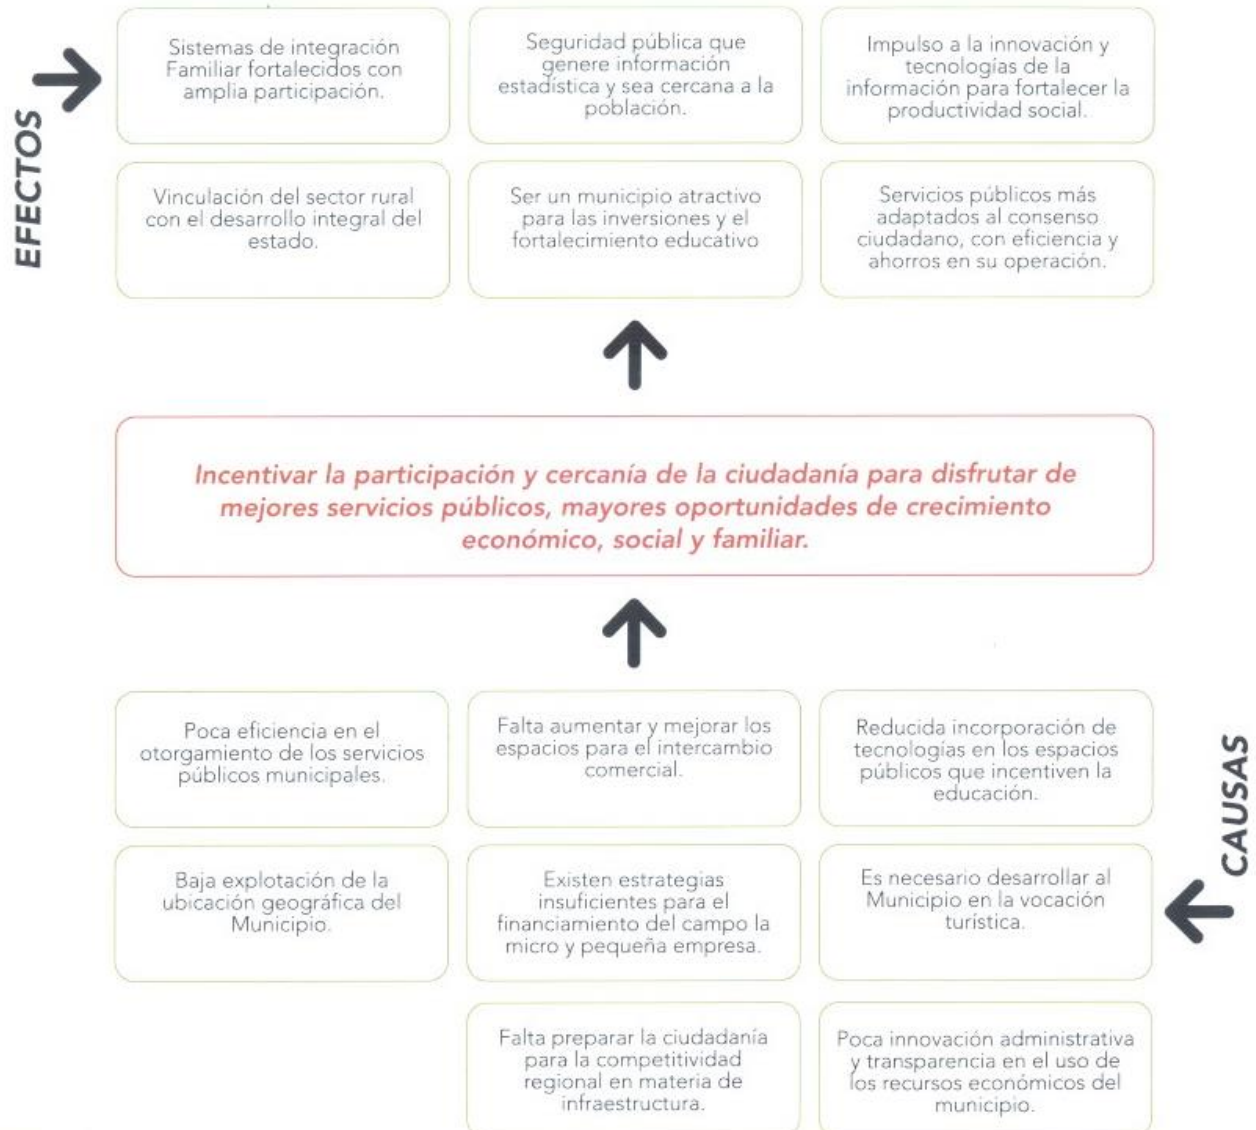 EFECTOS
Sistemas de integración
Familiar fortalecidos con
amplia participación.
Seguridad pública que
genere información
estadística y sea cercana a la
población.
Impulso a la innovación y
tecnologías de la
información para fortalecer la
productividad social.
Vinculación del sector rural
con el desarrollo integral del
estado.
Ser un municipio atractivo
para las inversiones y el
fortalecimiento educativo
Servicios públicos más
adaptados al consenso
ciudadano, con eficiencia y
ahorros en su operación.
Incentivar la participación y cercanía de la ciudadanía para disfrutar de
mejores servicios públicos, mayores oportunidades de crecimiento
económico, social y familiar.
CAUSAS
Poca eficiencia en el
otorgamiento de los servicios
públicos municipales.
Falta aumentar y mejorar los
espacios para el intercambio
comercial.
Reducida incorporación de
tecnologías en los espacios
públicos que incentiven la
educación.
Baja explotación de la
ubicación geográfica del
Municipio.
Existen estrategias
insuficientes para el
financiamiento del campo la
micro y pequeña empresa.
Es necesario desarrollar al
Municipio en la vocación
turística.
Falta preparar la ciudadanía
para la competitividad
regional en materia de
infraestructura.
Poca innovación administrativa
y transparencia en el uso de
los recursos económicos del
municipio.